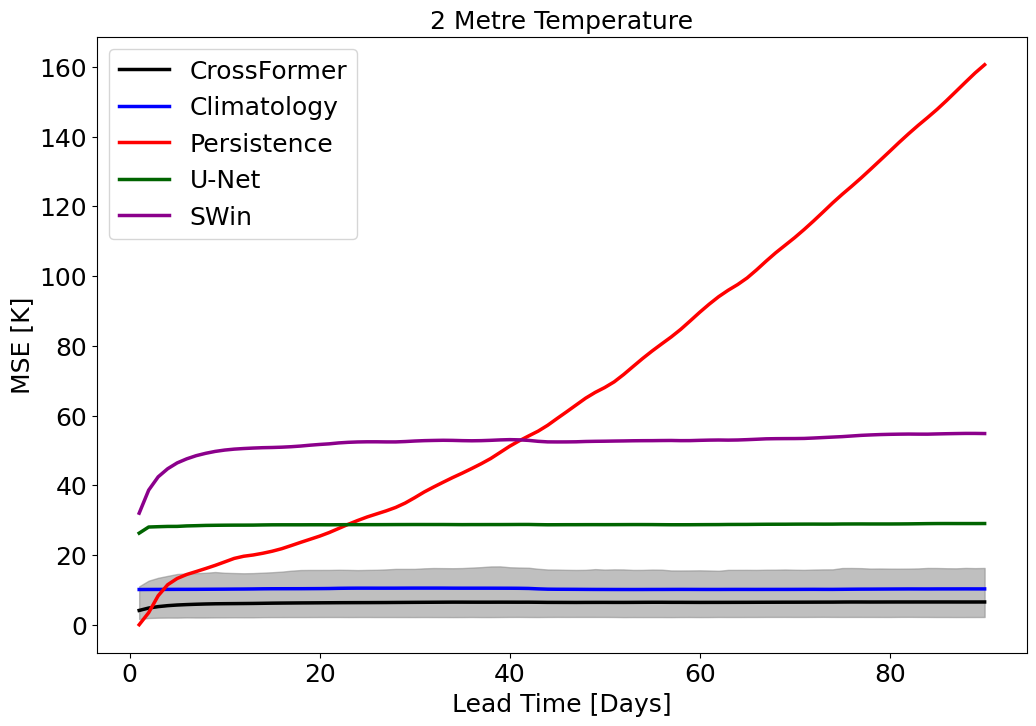 2 Metre Temperature
CrossFormer
Climatology
Persistence
U-Net
SWin
MSE [K]
160
140
120
100
80
60
40
20
0
0 20 40 60 80
Lead Time [Days]